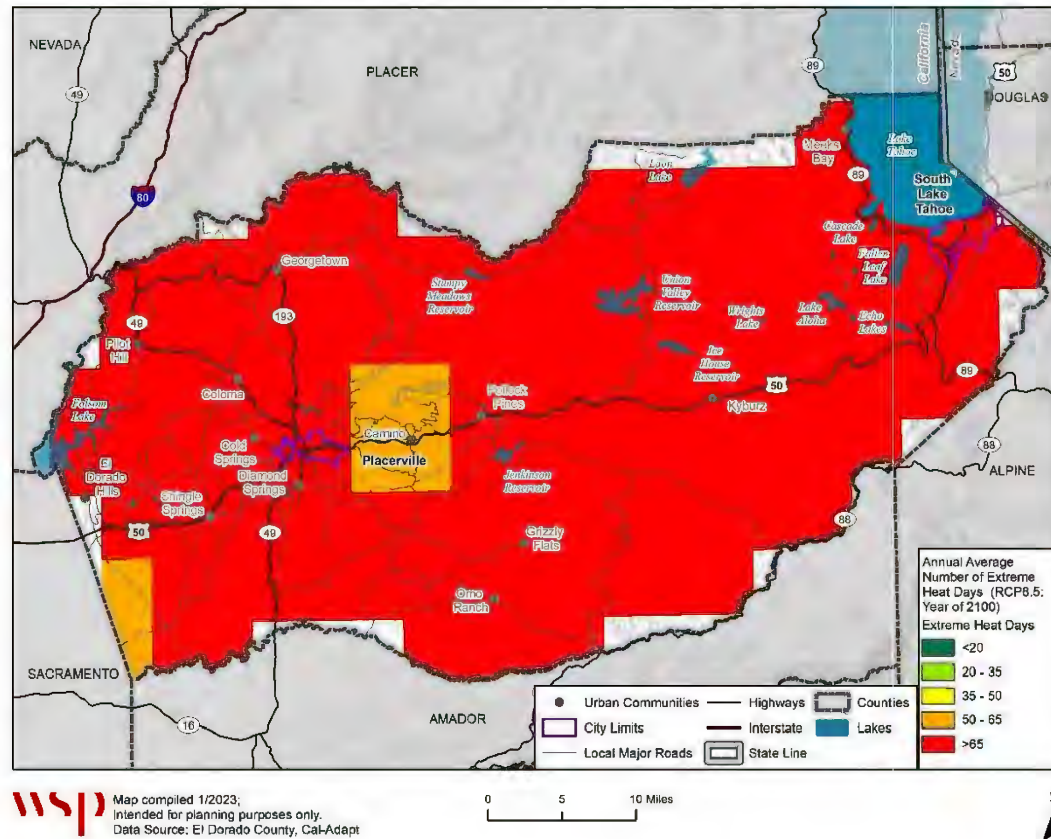 NEVADA
49
PLACER
89
California
Nevad
50
DOUGLAS
80
Loon
Lake
Meeks
Bay
89
Lake
Tahoe
South
Lake
Tahoe
Georgetown
Stumpy
Meadows
Reservoir
Union
Valley
Reservoir
Cascade
Lake
Fallen
Leaf
Lake
Wrights
Lake
Lake
Aloha
Echo
Lakes
49
193
Pilot
Hill
Ice
House
Reservoir
50
89
Coloma
Pollock
Pines
Kyburz
Folsom
Lake
Camino
Placerville
88
Cold
Springs
Diamond
Springs
Jenkinson
Reservoir
ALPINE
El
Dorado
Hills
Shingle
Springs
50
49
Grizzly
Flats
88
Omo
Ranch
SACRAMENTO
16
AMADOR
Annual Average
Number of Extreme
Heat Days (RCP8.5:
Year of 2100)
Extreme Heat Days
<20
20 - 35
35 - 50
50 - 65
>65
Urban Communities
Highways
Counties
City Limits
Interstate
Lakes
Local Major Roads
State Line
wsp
Map compiled 1/2023;
intended for planning purposes only.
Data Source: El Dorado County, Cal-Adapt
0 5 10 Miles